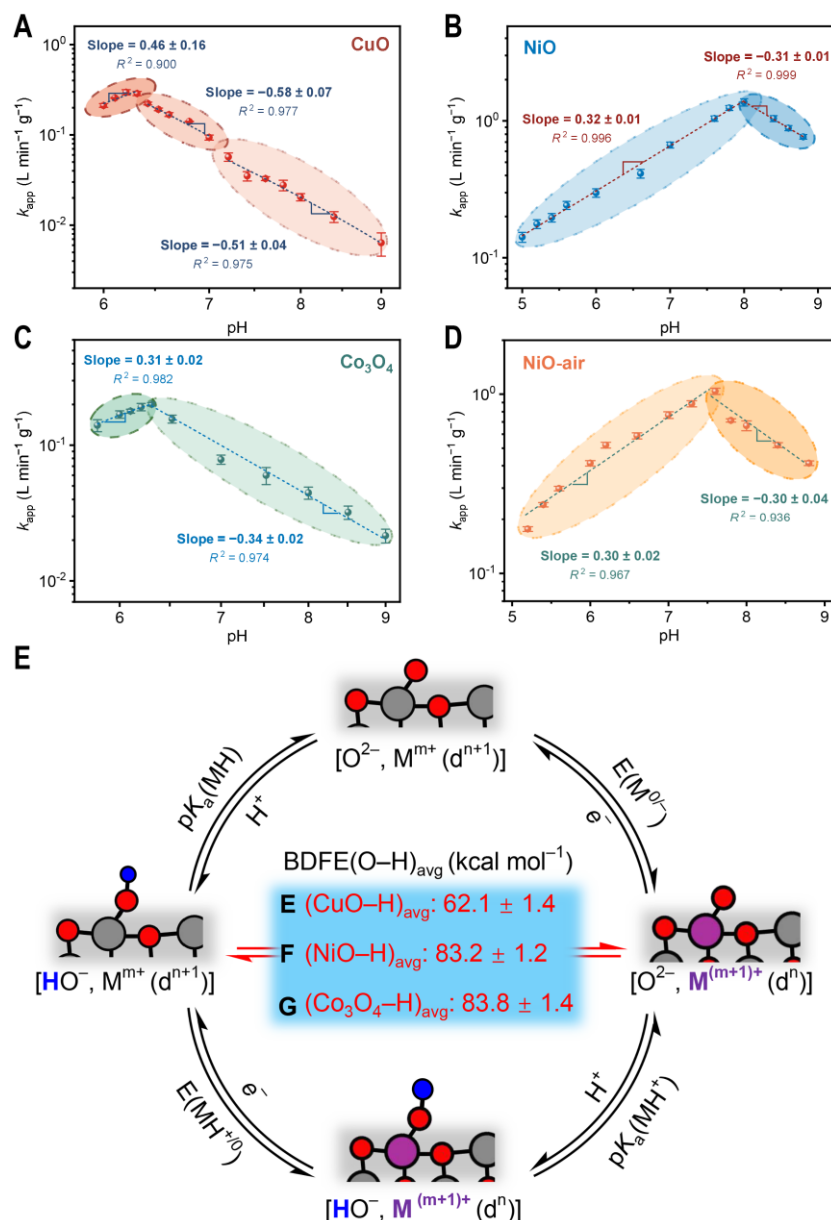 A
CuO
Slope = 0.46 ± 0.16
R² = 0.900
Slope = −0.58 ± 0.07
R² = 0.977
Slope = −0.51 ± 0.04
R² = 0.975
10⁰
10⁻¹
10⁻²
k_app (L min⁻¹ g⁻¹)
6 7 8 9
pH
B
NiO
Slope = −0.31 ± 0.01
R² = 0.999
Slope = 0.32 ± 0.01
R² = 0.996
10⁰
10⁻¹
k_app (L min⁻¹ g⁻¹)
5 6 7 8 9
pH
C
Co₃O₄
Slope = 0.31 ± 0.02
R² = 0.982
Slope = −0.34 ± 0.02
R² = 0.974
10⁻¹
10⁻²
k_app (L min⁻¹ g⁻¹)
6 7 8 9
pH
D
NiO-air
Slope = −0.30 ± 0.04
R² = 0.936
Slope = 0.30 ± 0.02
R² = 0.967
10⁰
10⁻¹
k_app (L min⁻¹ g⁻¹)
5 6 7 8 9
pH
E
[O²⁻, Mᵐ⁺ (dⁿ⁺¹)]
pKₐ(MH)
H⁺
E(M⁰/⁻)
e⁻
BDFE(O–H)avg (kcal mol⁻¹)
E (CuO–H)avg: 62.1 ± 1.4
F (NiO–H)avg: 83.2 ± 1.2
G (Co₃O₄–H)avg: 83.8 ± 1.4
[HO⁻, Mᵐ⁺ (dⁿ⁺¹)]
[O²⁻, M⁽ᵐ⁺¹⁾⁺ (dⁿ)]
E(MH⁺/⁰)
e⁻
H⁺
pKₐ(MH⁺)
[HO⁻, M⁽ᵐ⁺¹⁾⁺ (dⁿ)]